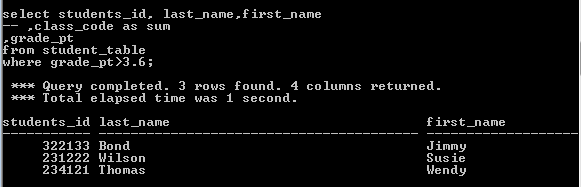 select students_id, last_name,first_name
-- ,class_code as sum
,grade_pt
from student_table
where grade_pt>3.6;
*** Query completed. 3 rows found. 4 columns returned.
*** Total elapsed time was 1 second.
students_id last_name first_name
322133 Bond Jimmy
231222 Wilson Susie
234121 Thomas Wendy